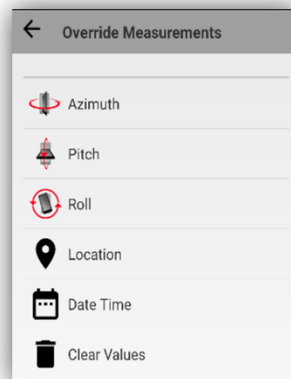 Override Measurements
Azimuth
Pitch
Roll
Location
Date Time
Clear Values